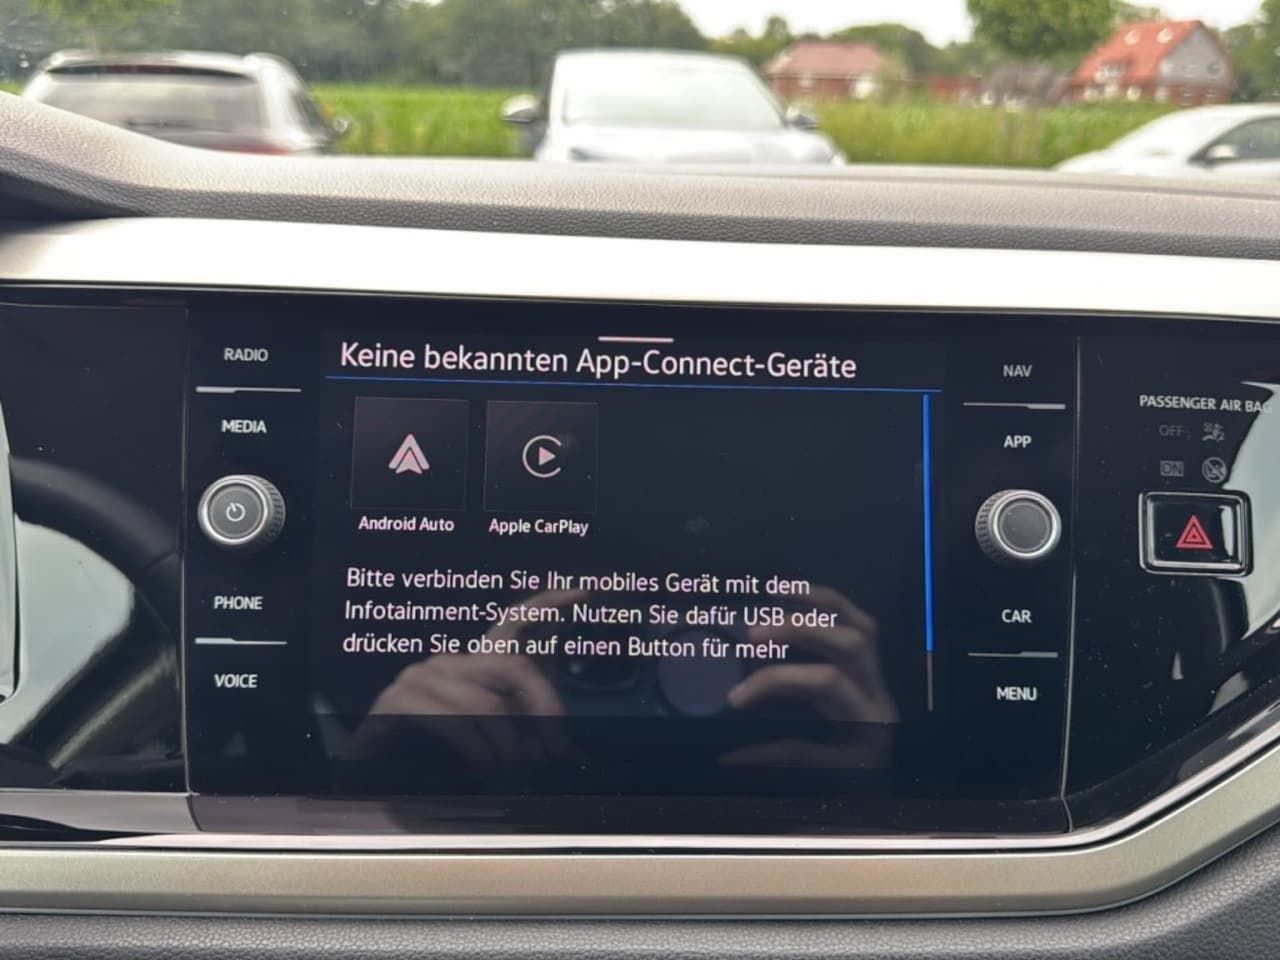 RADIO
MEDIA
PHONE
VOICE
Keine bekannten App-Connect-Geräte
Android Auto
Apple CarPlay
Bitte verbinden Sie Ihr mobiles Gerät mit dem
Infotainment-System. Nutzen Sie dafür USB oder
drücken Sie oben auf einen Button für mehr
NAV
APP
CAR
MENU
PASSENGER AIR BAG
OFF
ON